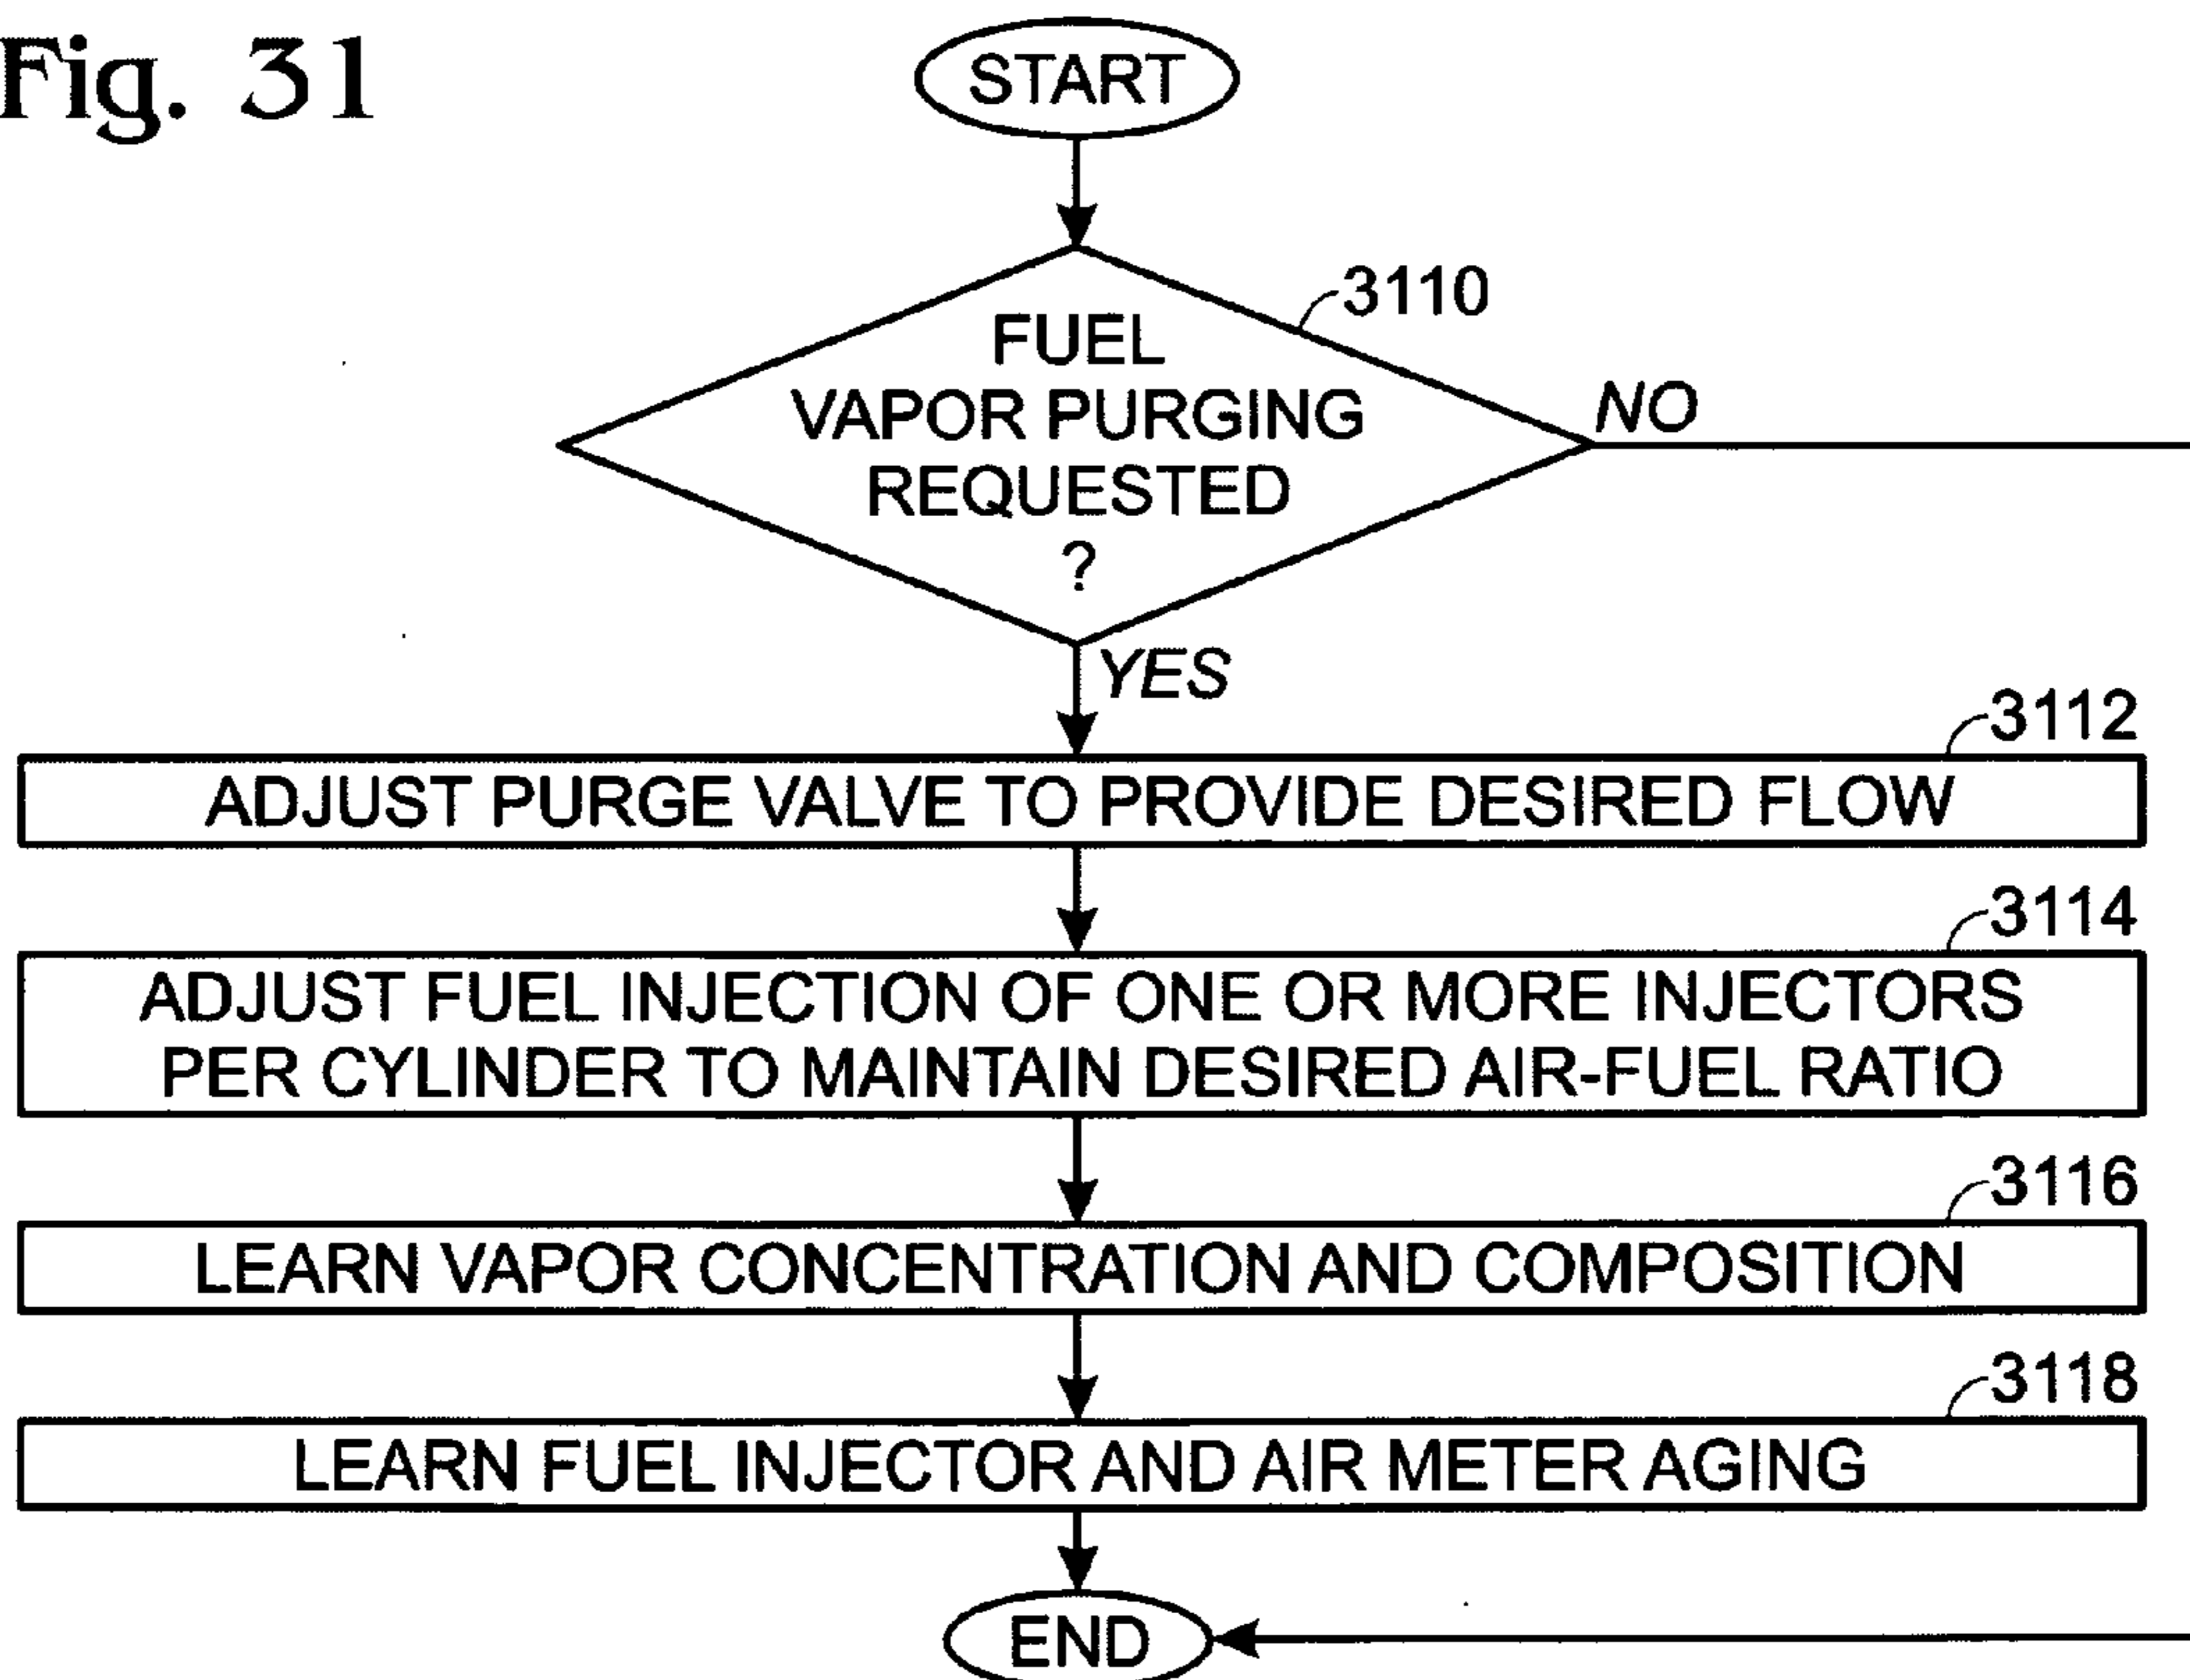 Fig. 31
START
3110
FUEL
VAPOR PURGING
REQUESTED
?
NO
YES
3112
ADJUST PURGE VALVE TO PROVIDE DESIRED FLOW
3114
ADJUST FUEL INJECTION OF ONE OR MORE INJECTORS
PER CYLINDER TO MAINTAIN DESIRED AIR-FUEL RATIO
3116
LEARN VAPOR CONCENTRATION AND COMPOSITION
3118
LEARN FUEL INJECTOR AND AIR METER AGING
END